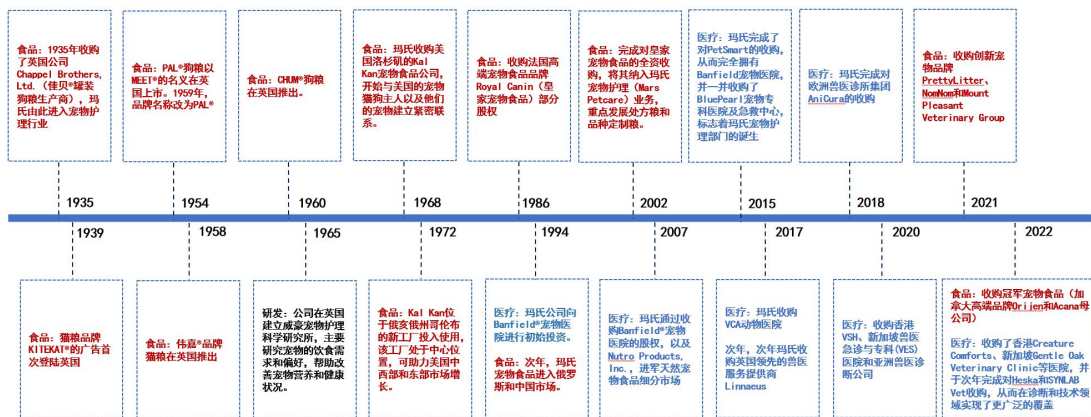 食品：1935年收购
了英国公司
Chappel Brothers,
Ltd.（佳贝®罐装
狗粮生产商），玛
氏由此进入宠物护
理行业
食品：PAL®狗粮以
MEET®的名义在英
国上市。1959年，
品牌名称改为PAL®
食品：CHUM®狗粮
在英国推出。
食品：玛氏收购美
国洛杉矶的Kal
Kan宠物食品公司，
开始与美国的宠物
猫狗主人以及他们
的宠物建立紧密联
系。
食品：收购法国高
端宠物食品品牌
Royal Canin（皇
家宠物食品）部分
股权
食品：完成对皇家
宠物食品的全资收
购，将其纳入玛氏
宠物护理（Mars
Petcare）业务，
重点发展处方粮和
品种定制粮。
医疗：玛氏完成了
对PetSmart的收购，
从而完全拥有
Banfield宠物医院，
并一并收购了
BluePearl宠物专
科医院及急救中心，
标志着玛氏宠物护
理部门的诞生
医疗：玛氏完成对
欧洲兽医诊所集团
AniCura的收购
食品：收购创新宠
物品牌
PrettyLitter、
NomNom和Mount
Pleasant
Veterinary Group
1935
1954
1960
1968
1986
2002
2015
2018
2021
1939
1958
1965
1972
1994
2007
2017
2020
2022
食品：猫粮品牌
KITEKAT®的广告首
次登陆英国
食品：伟嘉®品牌
猫粮在英国推出
研发：公司在英国
建立威豪宠物护理
科学研究所，主要
研究宠物的饮食需
求和偏好，帮助改
善宠物营养和健康
状况。
食品：Kal Kan位
于俄亥俄州哥伦布
的新工厂投入使用，
该工厂处于中心位
置，可助力美国中
西部和东部市场增
长。
医疗：玛氏公司向
Banfield®宠物医
院进行初始投资。
食品：次年，玛氏
宠物食品进入俄罗
斯和中国市场。
医疗：玛氏通过收
购Banfield®宠物
医院的股权，以及
Nutro Products,
Inc.，进军天然宠
物食品细分市场
医疗：玛氏收购
VCA动物医院
次年，次年玛氏收
购英国领先的兽医
服务提供商
Linnaeus
医疗：收购香港
VSH、新加坡兽医
急诊与专科(VES)
医院和亚洲兽医诊
断公司
食品：收购冠军宠物食品（加
拿大高端品牌Orijen和Acana母
公司）
医疗：收购了香港Creature
Comforts、新加坡Gentle Oak
Veterinary Clinic等医院，并
于次年完成对Heska和SYNLAB
Vet收购，从而在诊断和技术领
域实现了更广泛的覆盖